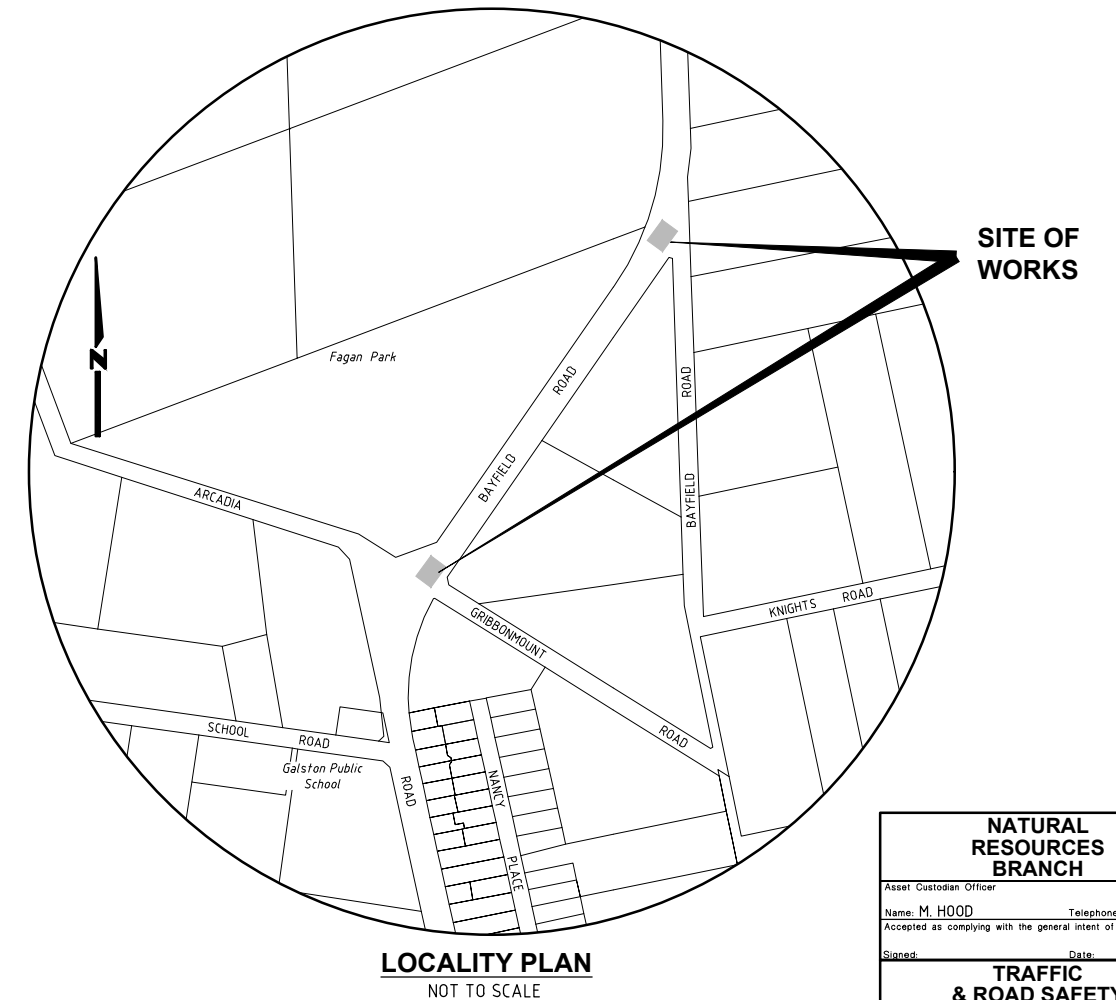 SITE OF
WORKS
N
Fagan Park
ROAD
BAYFIELD
ROAD
BAYFIELD
ARCADIA
KNIGHTS ROAD
GRIBBONMOUNT
ROAD
SCHOOL ROAD
Galston Public
School
ROAD
NANCY
PLACE
LOCALITY PLAN
NOT TO SCALE
NATURAL
RESOURCES
BRANCH
Asset Custodian Officer
Name: M. HOOD Telephone
Accepted as complying with the general intent of
Signed: Date:
TRAFFIC
& ROAD SAFETY